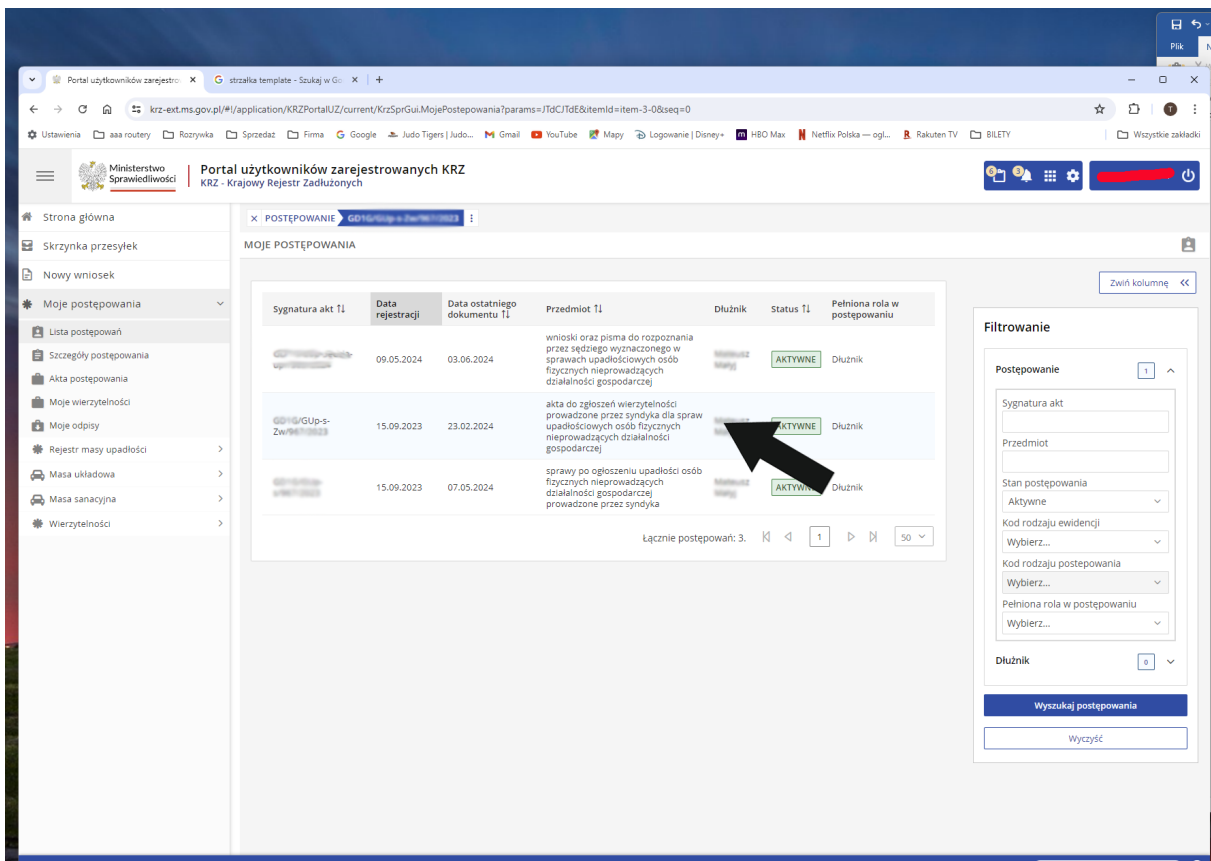 Plik
Portal użytkowników zarejestro
strzałka template - Szukaj w Go
krz-ext.ms.gov.pl/#!/application/KRZPortalUZ/current/KrzSprGui.MojePostepowania?params=JTdCJTdE&itemId=item-3-0&seq=0
Ustawienia aaa routery Rozrywka Sprzedaż Firma Google Judo Tigers | Judo... Gmail YouTube Mapy Logowanie | Disney+ HBO Max Netflix Polska — ogl... Rakuten TV BILETY Wszystkie zakładki
Ministerstwo
Sprawiedliwości
Portal użytkowników zarejestrowanych KRZ
KRZ - Krajowy Rejestr Zadłużonych
6 3
Strona główna
Skrzynka przesyłek
Nowy wniosek
Moje postępowania
Lista postępowań
Szczegóły postępowania
Akta postępowania
Moje wierzytelności
Moje odpisy
Rejestr masy upadłości
Masa układowa
Masa sanacyjna
Wierzytelności
× POSTĘPOWANIE
MOJE POSTĘPOWANIA
Zwiń kolumnę
Sygnatura akt Data rejestracji Data ostatniego dokumentu Przedmiot Dłużnik Status Pełniona rola w postępowaniu
09.05.2024 03.06.2024
wnioski oraz pisma do rozpoznania
przez sędziego wyznaczonego w
sprawach upadłościowych osób
fizycznych nieprowadzących
działalności gospodarczej
AKTYWNE Dłużnik
/GUp-s-
Zw/
15.09.2023 23.02.2024
akta do zgłoszeń wierzytelności
prowadzone przez syndyka dla spraw
upadłościowych osób fizycznych
nieprowadzących działalności
gospodarczej
AKTYWNE Dłużnik
15.09.2023 07.05.2024
sprawy po ogłoszeniu upadłości osób
fizycznych nieprowadzących
działalności gospodarczej
prowadzone przez syndyka
Dłużnik
Łącznie postępowań: 3. 1 50
Filtrowanie
Postępowanie 1
Sygnatura akt
Przedmiot
Stan postępowania
Aktywne
Kod rodzaju ewidencji
Wybierz...
Kod rodzaju postepowania
Wybierz...
Pełniona rola w postępowaniu
Wybierz...
Dłużnik 0
Wyszukaj postępowania
Wyczyść